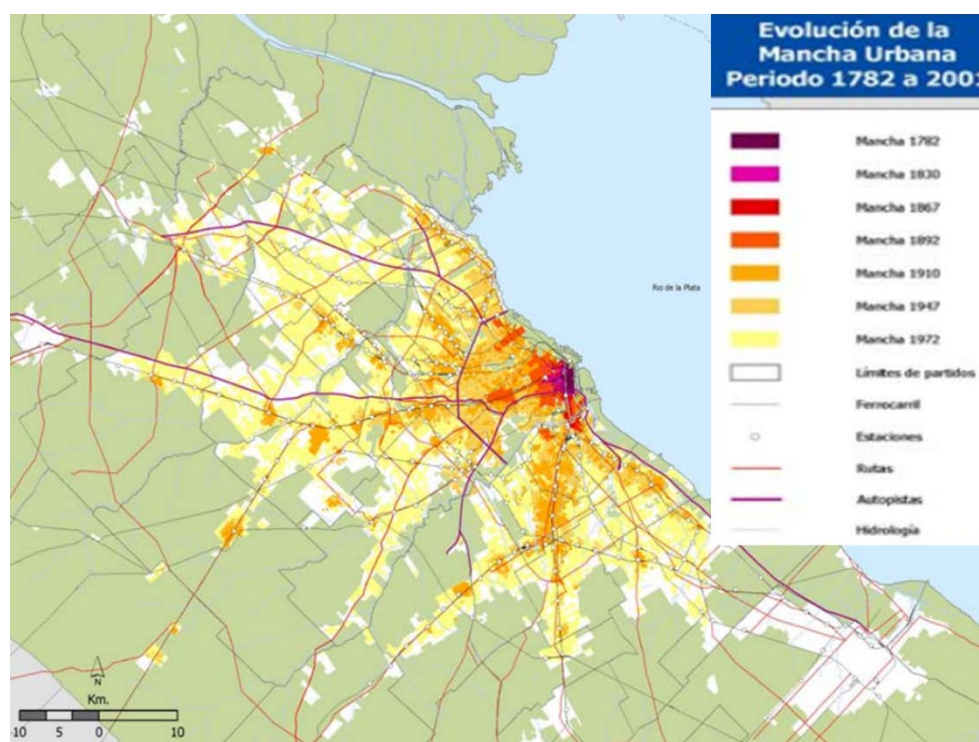 Evolución de la
Mancha Urbana
Periodo 1782 a 200
Mancha 1782
Mancha 1830
Mancha 1867
Mancha 1892
Mancha 1910
Mancha 1947
Mancha 1972
Límites de partidos
Ferrocarril
Estaciones
Rutas
Autopistas
Hidrología
Rio de la Plata
N
Km.
10 5 0 10